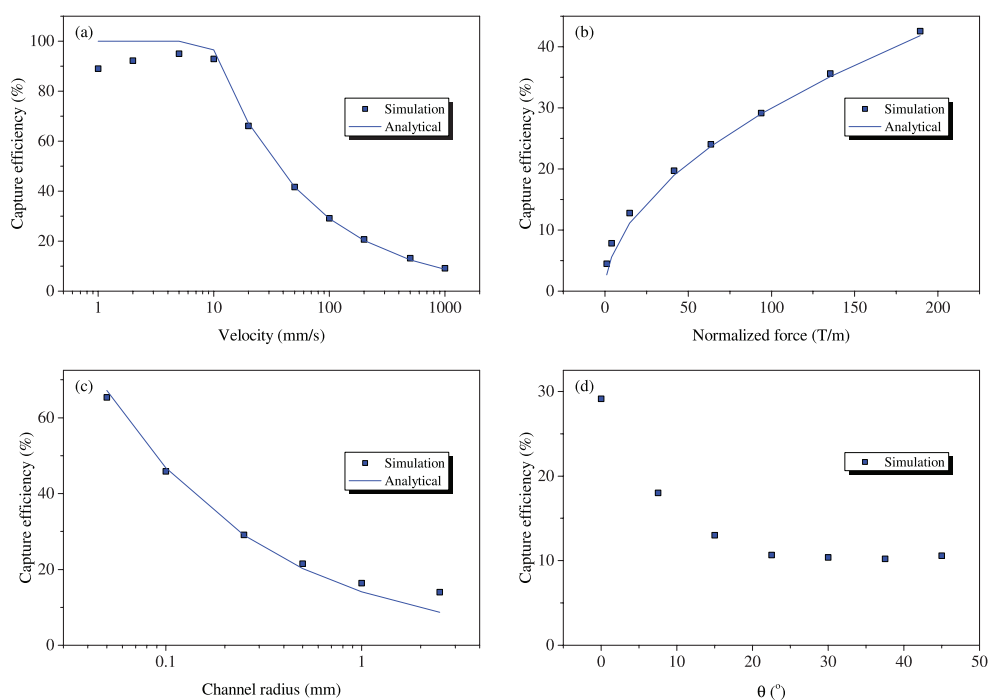 (a)
Capture efficiency (%)
100
80
60
40
20
0
Simulation
Analytical
1
10
100
1000
Velocity (mm/s)
(b)
Capture efficiency (%)
40
30
20
10
0
Simulation
Analytical
0
50
100
150
200
Normalized force (T/m)
(c)
Capture efficiency (%)
60
40
20
0
Simulation
Analytical
0.1
1
Channel radius (mm)
(d)
Capture efficiency (%)
30
20
10
0
Simulation
0
10
20
30
40
50
θ (°)